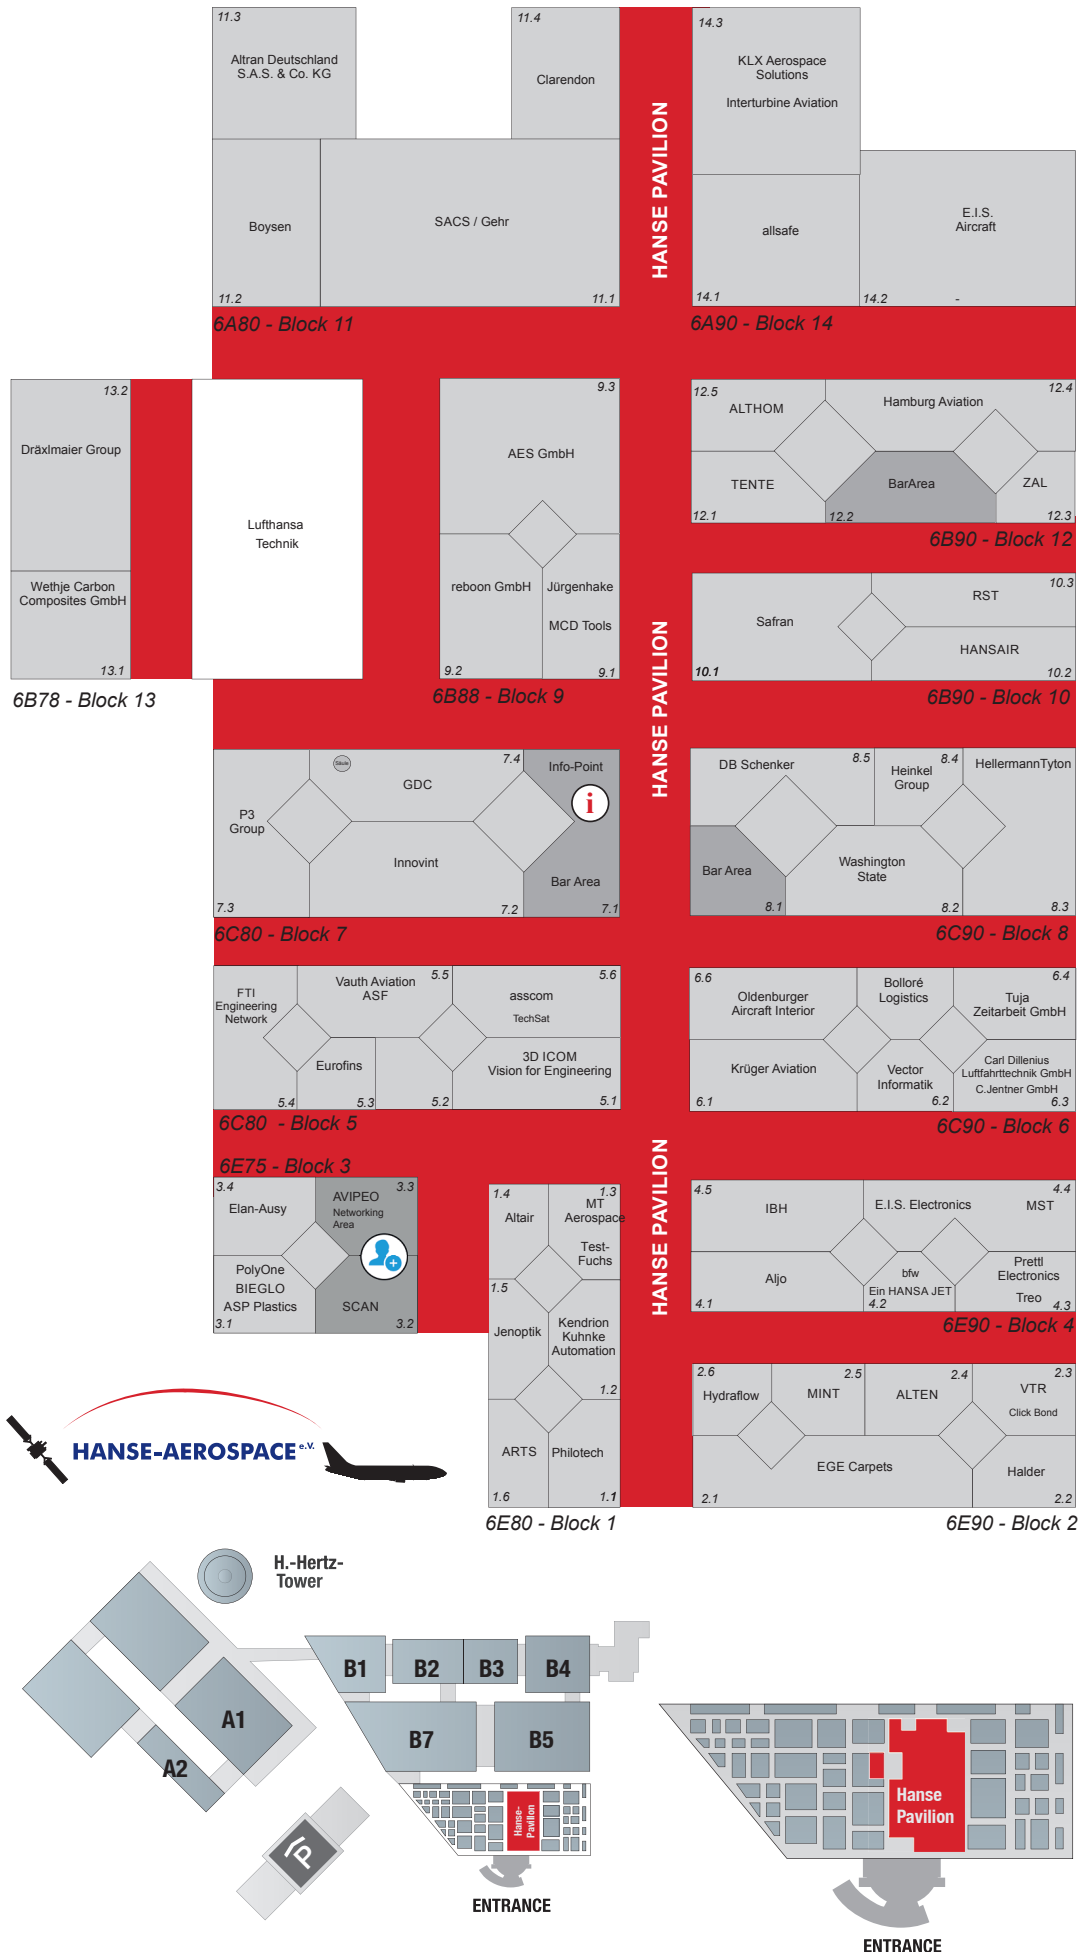 11.3
Altran Deutschland
S.A.S. & Co. KG
11.4
Clarendon
Boysen
11.2
SACS / Gehr
11.1
6A80 - Block 11
HANSE PAVILION
14.3
KLX Aerospace
Solutions
Interturbine Aviation
allsafe
14.1
E.I.S.
Aircraft
14.2
-
6A90 - Block 14
13.2
Dräxlmaier Group
Wethje Carbon
Composites GmbH
13.1
6B78 - Block 13
Lufthansa
Technik
9.3
AES GmbH
reboon GmbH
9.2
Jürgenhake
MCD Tools
9.1
6B88 - Block 9
12.5
ALTHOM
12.4
Hamburg Aviation
TENTE
12.1
BarArea
12.2
ZAL
12.3
6B90 - Block 12
HANSE PAVILION
Safran
10.1
10.3
RST
HANSAIR
10.2
6B90 - Block 10
P3
Group
7.3
Säule
7.4
GDC
Innovint
7.2
Info-Point
i
Bar Area
7.1
6C80 - Block 7
DB Schenker
8.5
Heinkel
Group
8.4
HellermannTyton
Bar Area
8.1
Washington
State
8.2
8.3
6C90 - Block 8
FTI
Engineering
Network
5.4
Vauth Aviation
ASF
5.5
5.6
asscom
TechSat
Eurofins
5.3
5.2
3D ICOM
Vision for Engineering
5.1
6C80 - Block 5
6.6
Oldenburger
Aircraft Interior
Bolloré
Logistics
6.4
Tuja
Zeitarbeit GmbH
Krüger Aviation
6.1
Vector
Informatik
6.2
Carl Dillenius
Luftfahrttechnik GmbH
C.Jentner GmbH
6.3
6C90 - Block 6
6E75 - Block 3
3.4
Elan-Ausy
3.3
AVIPEO
Networking
Area
PolyOne
BIEGLO
ASP Plastics
3.1
SCAN
3.2
HANSE PAVILION
1.4
Altair
1.3
MT
Aerospace
Test-
Fuchs
1.5
Jenoptik
Kendrion
Kuhnke
Automation
1.2
ARTS
1.6
Philotech
1.1
6E80 - Block 1
4.5
IBH
E.I.S. Electronics
4.4
MST
Aljo
4.1
bfw
Ein HANSA JET
4.2
Prettl
Electronics
Treo
4.3
6E90 - Block 4
2.6
Hydraflow
2.5
MINT
2.4
ALTEN
2.3
VTR
Click Bond
EGE Carpets
2.1
Halder
2.2
6E90 - Block 2
HANSE-AEROSPACE e.V.
H.-Hertz-
Tower
B1
B2
B3
B4
A1
A2
B7
B5
P
Hanse-
Pavilion
ENTRANCE
Hanse
Pavilion
ENTRANCE